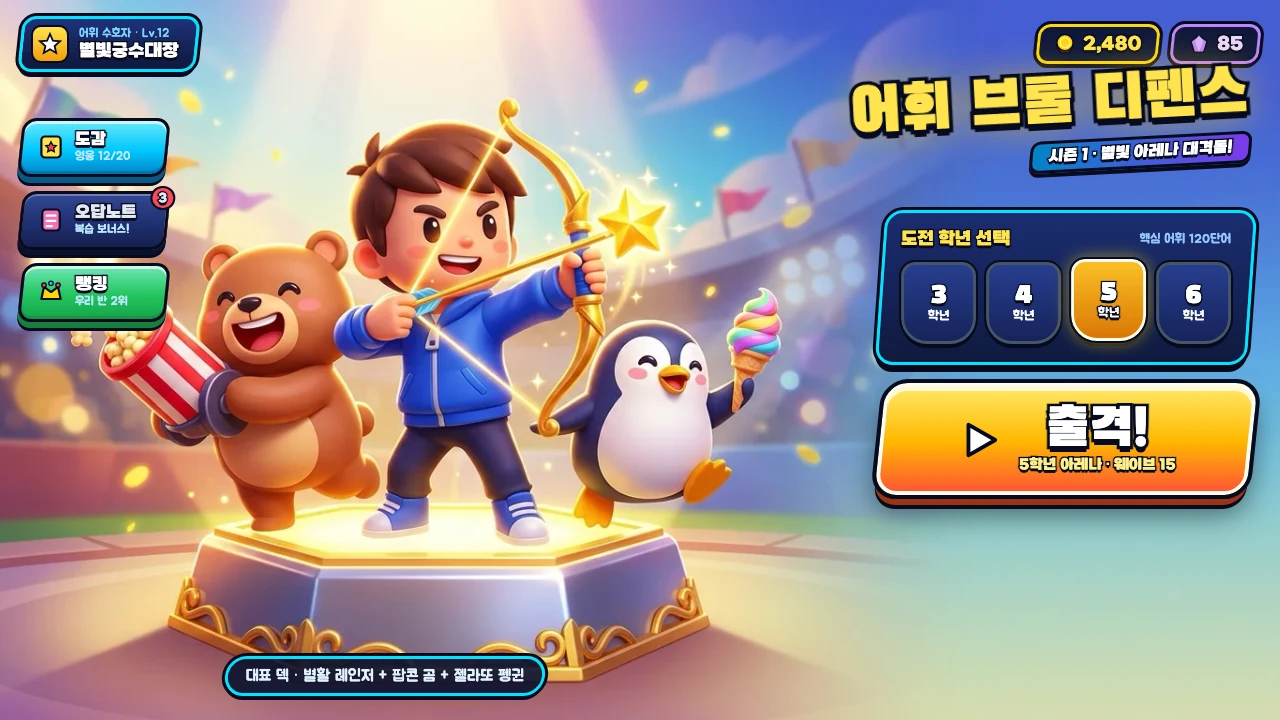 어휘 수호자 · Lv.12
별빛궁수대장
2,480
85
어휘 브롤 디펜스
시즌 1 · 별빛 아레나 대격돌!
도감
영웅 12/20
오답노트
복습 보너스!
3
랭킹
우리 반 2위
도전 학년 선택
핵심 어휘 120단어
3
학년
4
학년
5
학년
6
학년
출격!
5학년 아레나 · 웨이브 15
대표 덱 · 별활 레인저 + 팝콘 곰 + 젤라또 펭귄